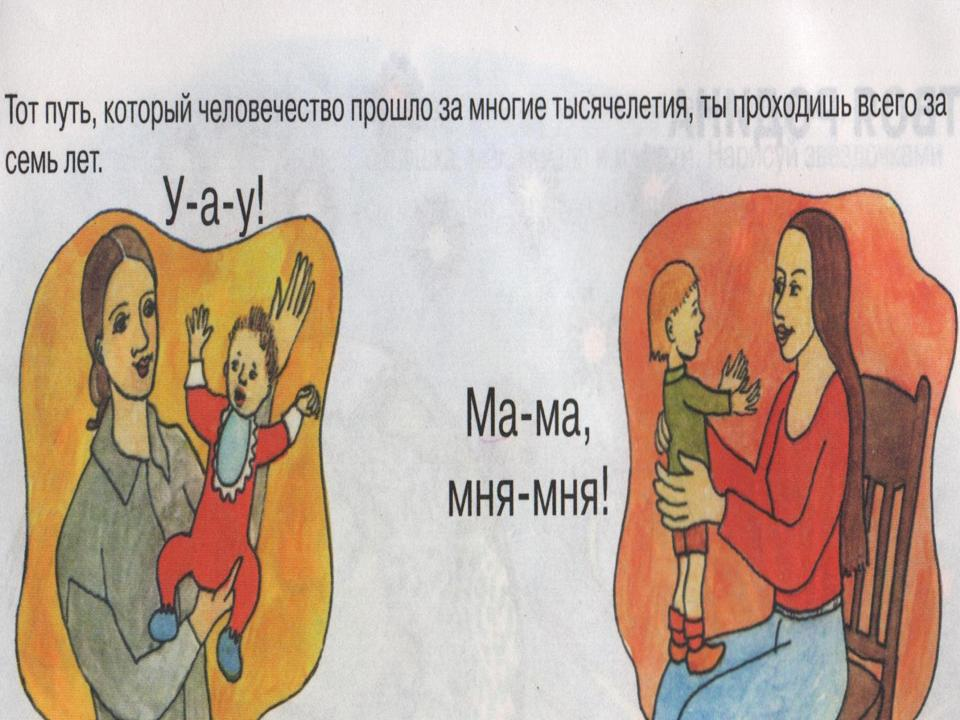 Тот путь, который человечество прошло за многие тысячелетия, ты проходишь всего за
семь лет.
У-а-у!
Ма-ма,
мня-мня!